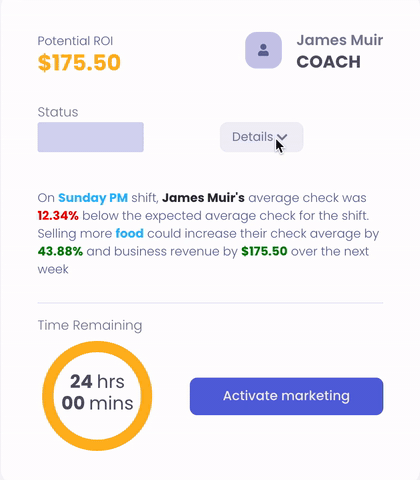 Potential ROI
$175.50
James Muir
COACH
Status
Details
On Sunday PM shift, James Muir's average check was
12.34% below the expected average check for the shift.
Selling more food could increase their check average by
43.88% and business revenue by $175.50 over the next
week
Time Remaining
24 hrs
00 mins
Activate marketing